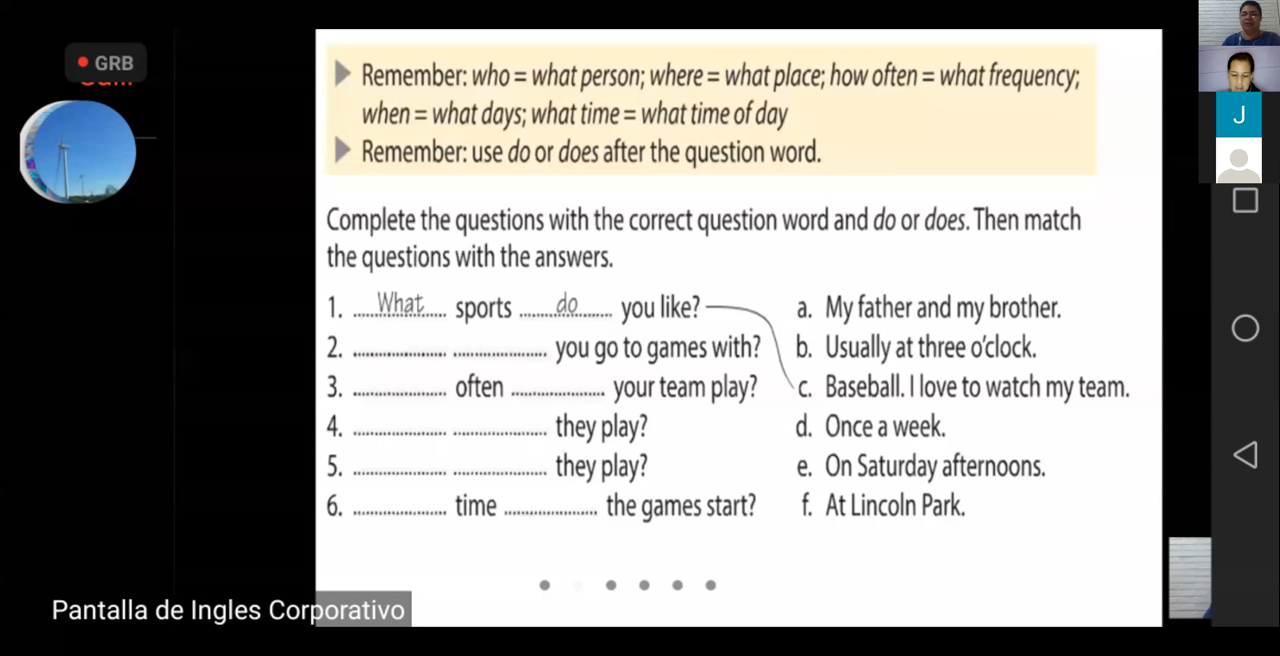 GRB
J
Remember: who = what person; where = what place; how often = what frequency;
when = what days; what time = what time of day
Remember: use do or does after the question word.
Complete the questions with the correct question word and do or does. Then match
the questions with the answers.
1. What sports do you like?
2. .................... .................... you go to games with?
3. .................... often .................... your team play?
4. .................... .................... they play?
5. .................... .................... they play?
6. .................... time .................... the games start?
a. My father and my brother.
b. Usually at three o'clock.
c. Baseball. I love to watch my team.
d. Once a week.
e. On Saturday afternoons.
f. At Lincoln Park.
Pantalla de Ingles Corporativo